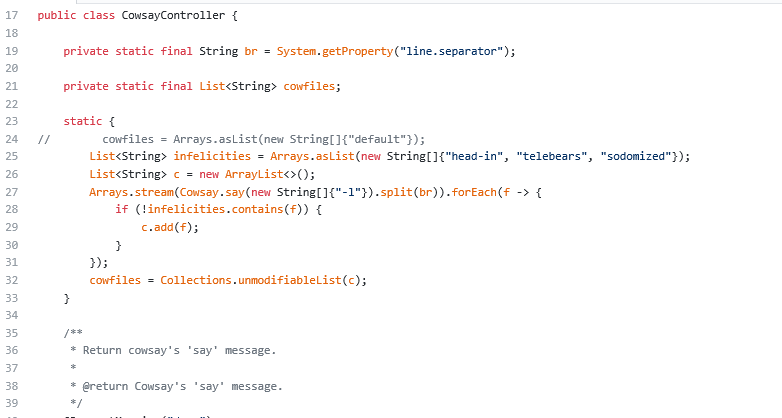 17 public class CowsayController {
18
19 private static final String br = System.getProperty("line.separator");
20
21 private static final List<String> cowfiles;
22
23 static {
24 // cowfiles = Arrays.asList(new String[]{"default"});
25 List<String> infelicities = Arrays.asList(new String[]{"head-in", "telebears", "sodomized"});
26 List<String> c = new ArrayList<>();
27 Arrays.stream(Cowsay.say(new String[]{"-l"}).split(br)).forEach(f -> {
28 if (!infelicities.contains(f)) {
29 c.add(f);
30 }
31 });
32 cowfiles = Collections.unmodifiableList(c);
33 }
34
35 /**
36 * Return cowsay's 'say' message.
37 *
38 * @return Cowsay's 'say' message.
39 */